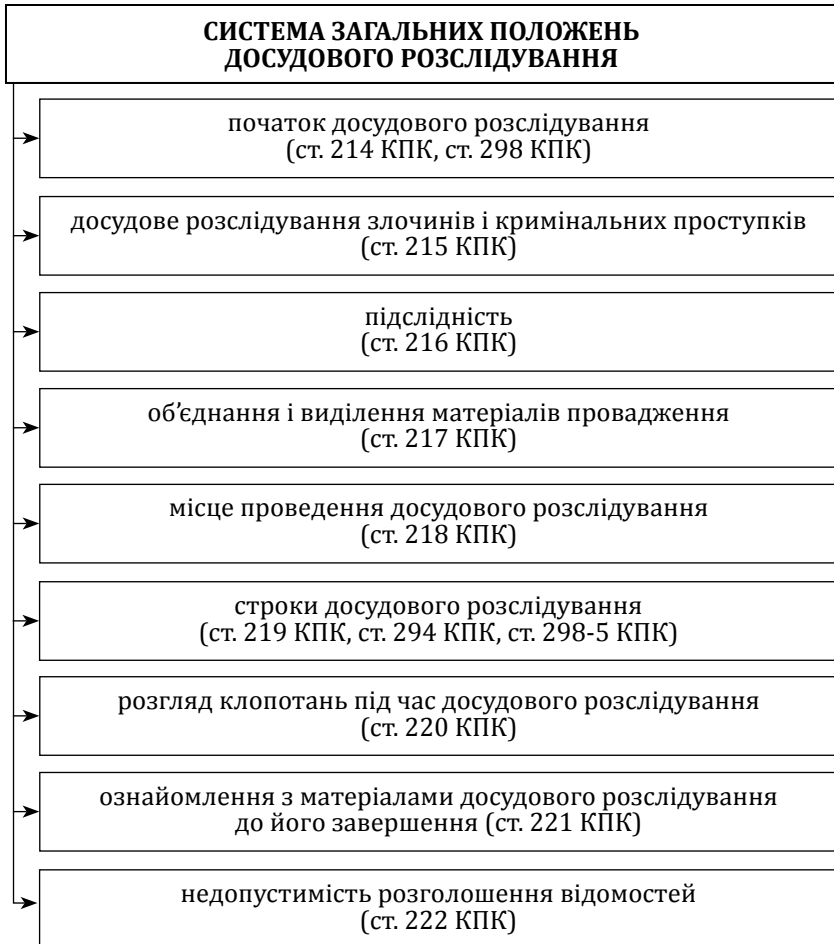 СИСТЕМА ЗАГАЛЬНИХ ПОЛОЖЕНЬ
ДОСУДОВОГО РОЗСЛІДУВАННЯ
початок досудового розслідування
(ст. 214 КПК, ст. 298 КПК)
досудове розслідування злочинів і кримінальних проступків
(ст. 215 КПК)
підслідність
(ст. 216 КПК)
об’єднання і виділення матеріалів провадження
(ст. 217 КПК)
місце проведення досудового розслідування
(ст. 218 КПК)
строки досудового розслідування
(ст. 219 КПК, ст. 294 КПК, ст. 298-5 КПК)
розгляд клопотань під час досудового розслідування
(ст. 220 КПК)
ознайомлення з матеріалами досудового розслідування
до його завершення (ст. 221 КПК)
недопустимість розголошення відомостей
(ст. 222 КПК)